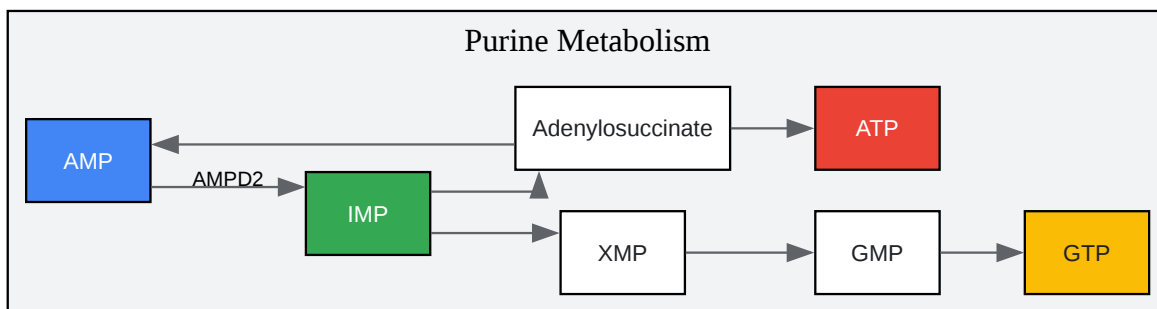 Purine Metabolism
Adenylosuccinate
ATP
AMP
AMPD2
IMP
XMP
GMP
GTP